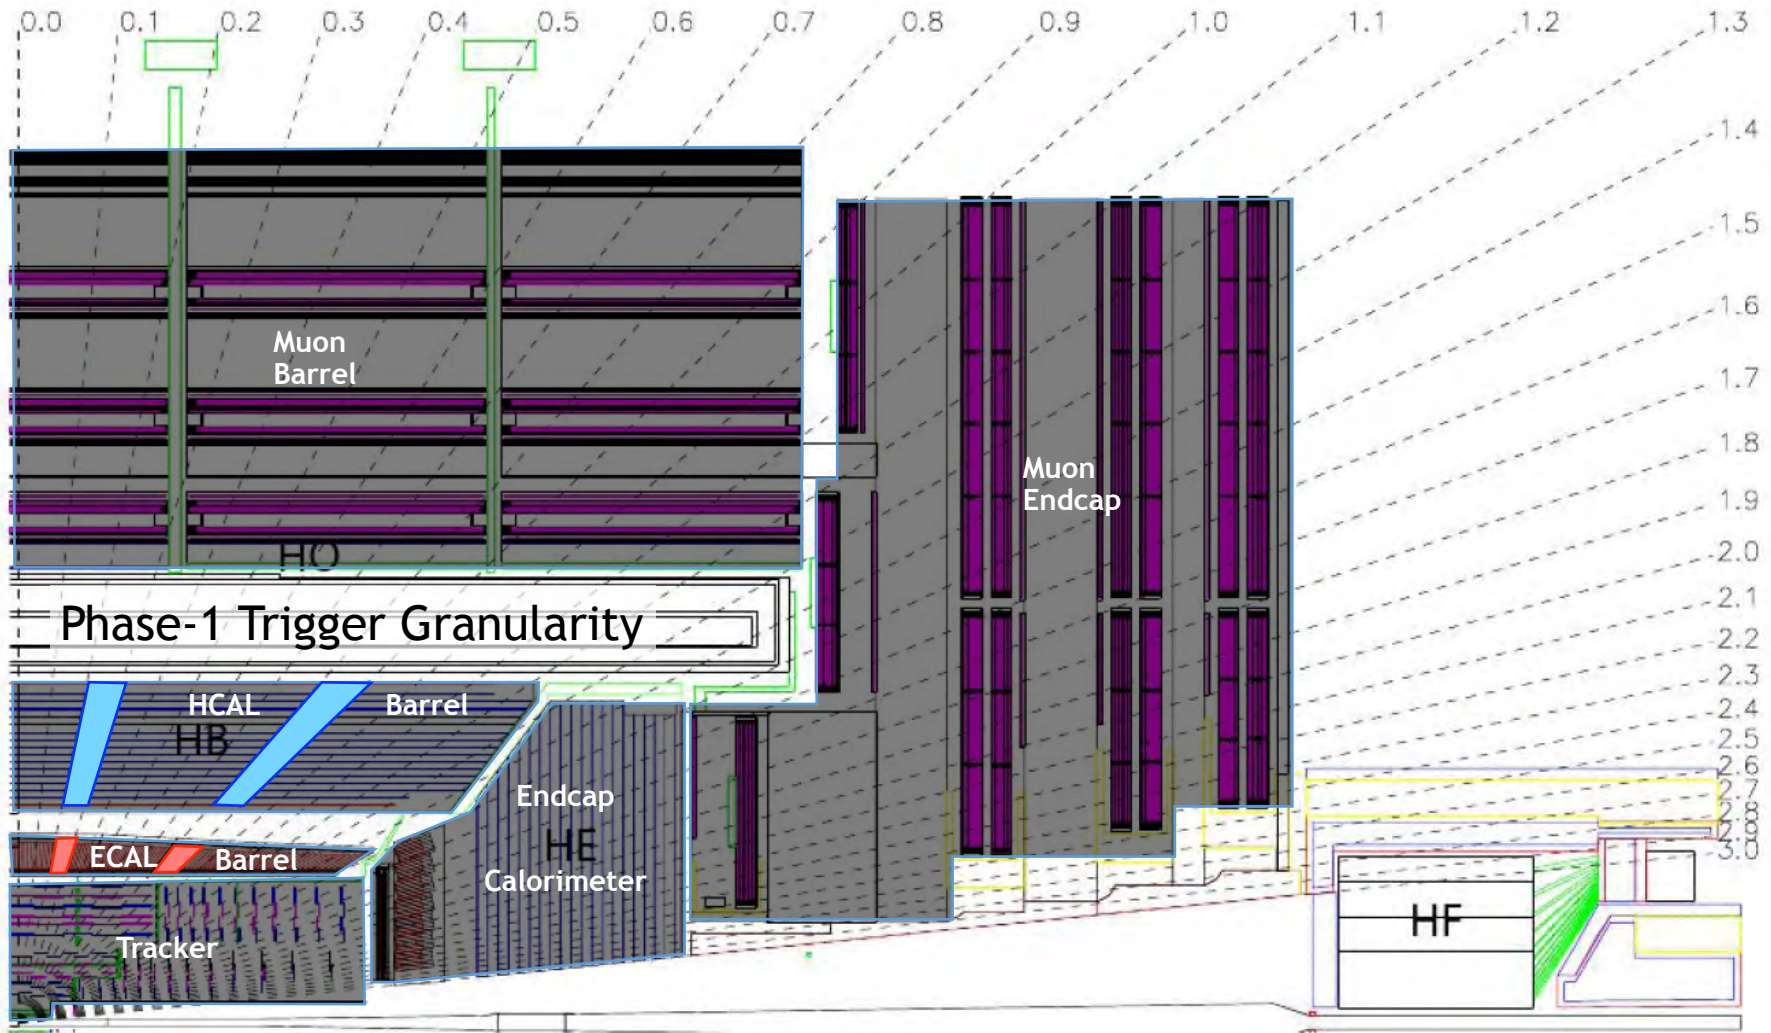 0.0 0.1 0.2 0.3 0.4 0.5 0.6 0.7 0.8 0.9 1.0 1.1 1.2 1.3
1.4
1.5
1.6
1.7
1.8
1.9
2.0
2.1
2.2
2.3
2.4
2.5
2.6
2.7
2.8
2.9
3.0
Muon
Barrel
Muon
Endcap
HO
Phase-1 Trigger Granularity
HCAL Barrel
HB
Endcap
HE
Calorimeter
ECAL Barrel
Tracker
HF